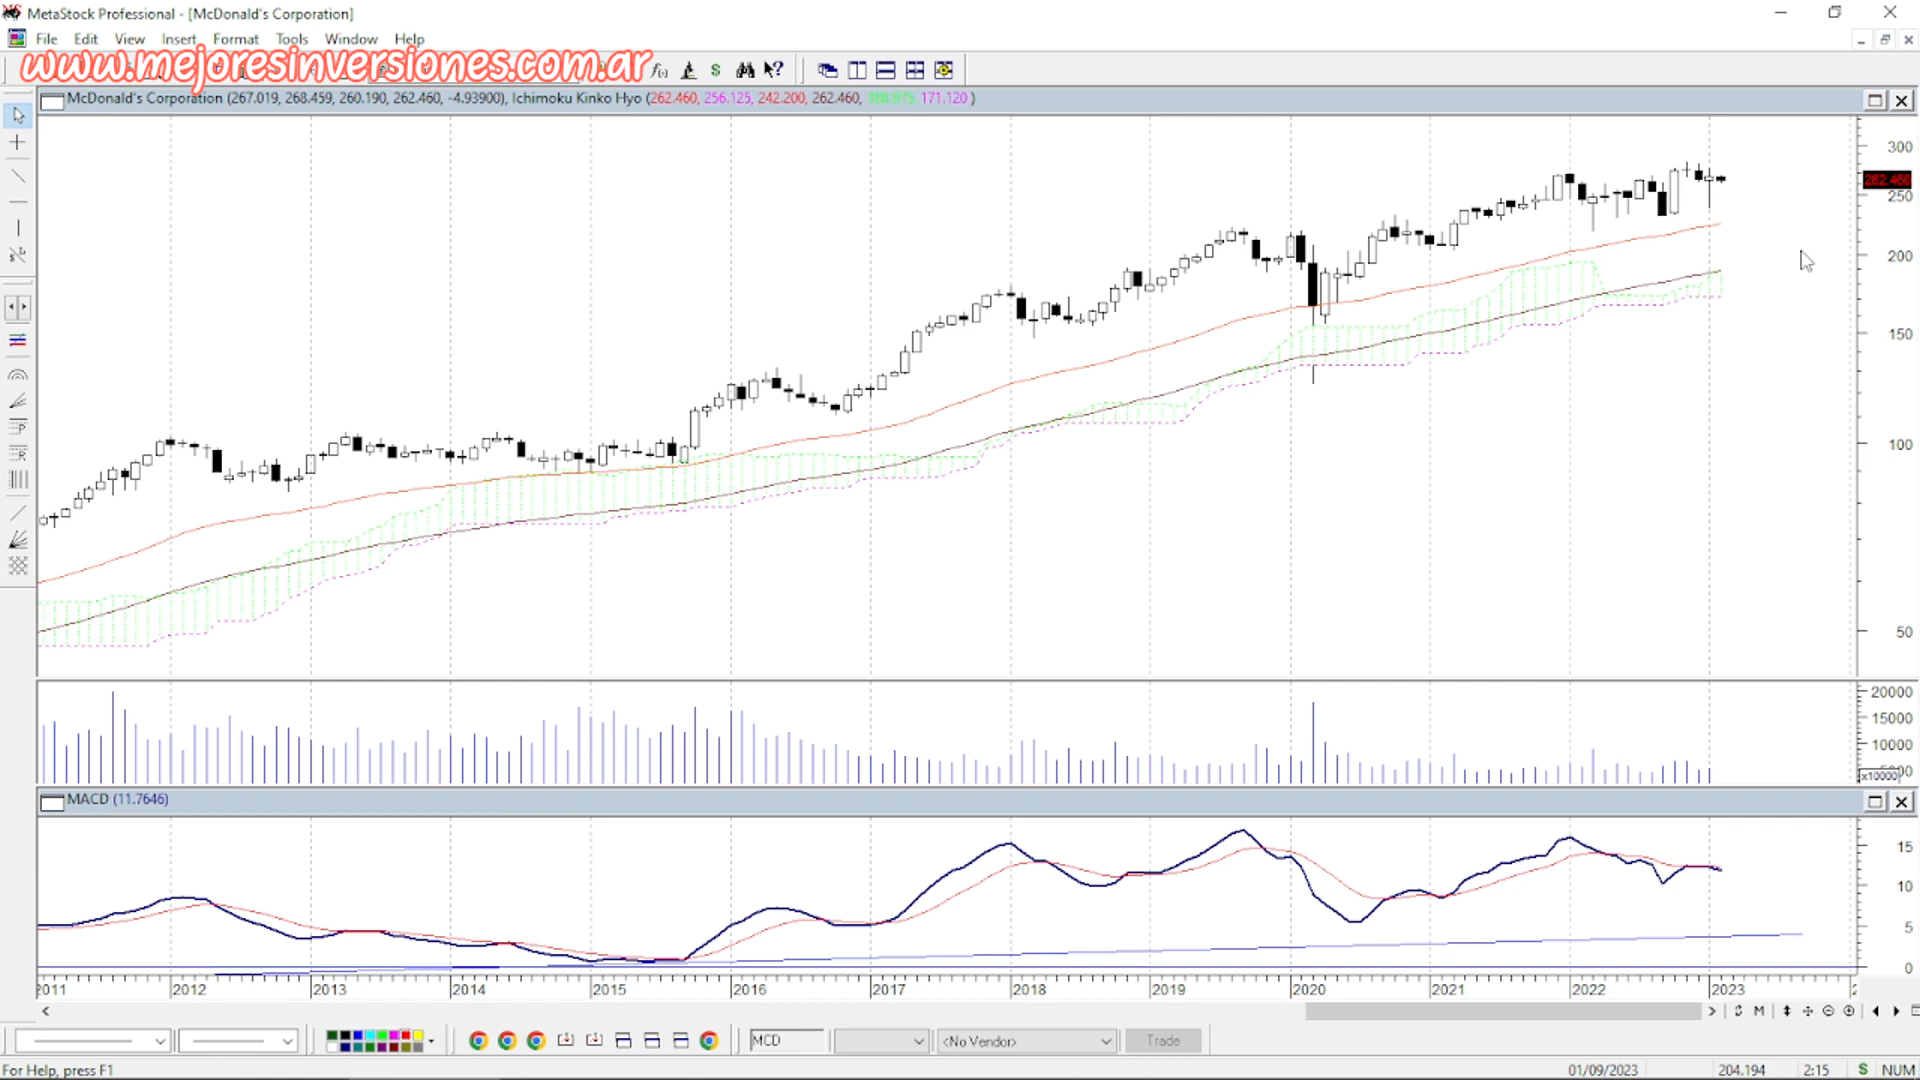 MetaStock Professional - [McDonald's Corporation]
File Edit View Insert Format Tools Options Window Help
www.mejoresinversiones.com.ar
McDonald's Corporation (267.019, 268.459, 260.190, 262.460, -4.93900), Ichimoku Kinko Hyo (262.460, 256.125, 242.200, 262.460, 171.120 )
300
262.460
250
200
150
100
50
20000
15000
10000
x10000
MACD (11.7646)
15
10
5
0
2011 2012 2013 2014 2015 2016 2017 2018 2019 2020 2021 2022 2023
M
MCD <No Vendor> Trade
For Help, press F1 01/09/2023 204.194 2:15 $ NUM